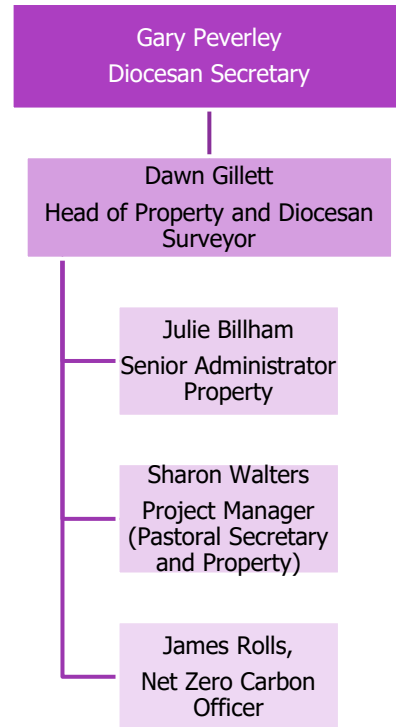 Gary Peverley
Diocesan Secretary
Dawn Gillett
Head of Property and Diocesan
Surveyor
Julie Billham
Senior Administrator
Property
Sharon Walters
Project Manager
(Pastoral Secretary
and Property)
James Rolls,
Net Zero Carbon
Officer